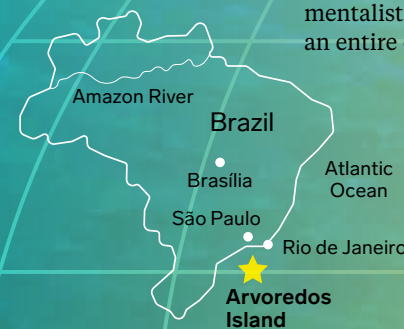 mentalist
an entire
Amazon River
Brazil
Brasília
Atlantic
Ocean
São Paulo
Rio de Janeiro
Arvoredos
Island